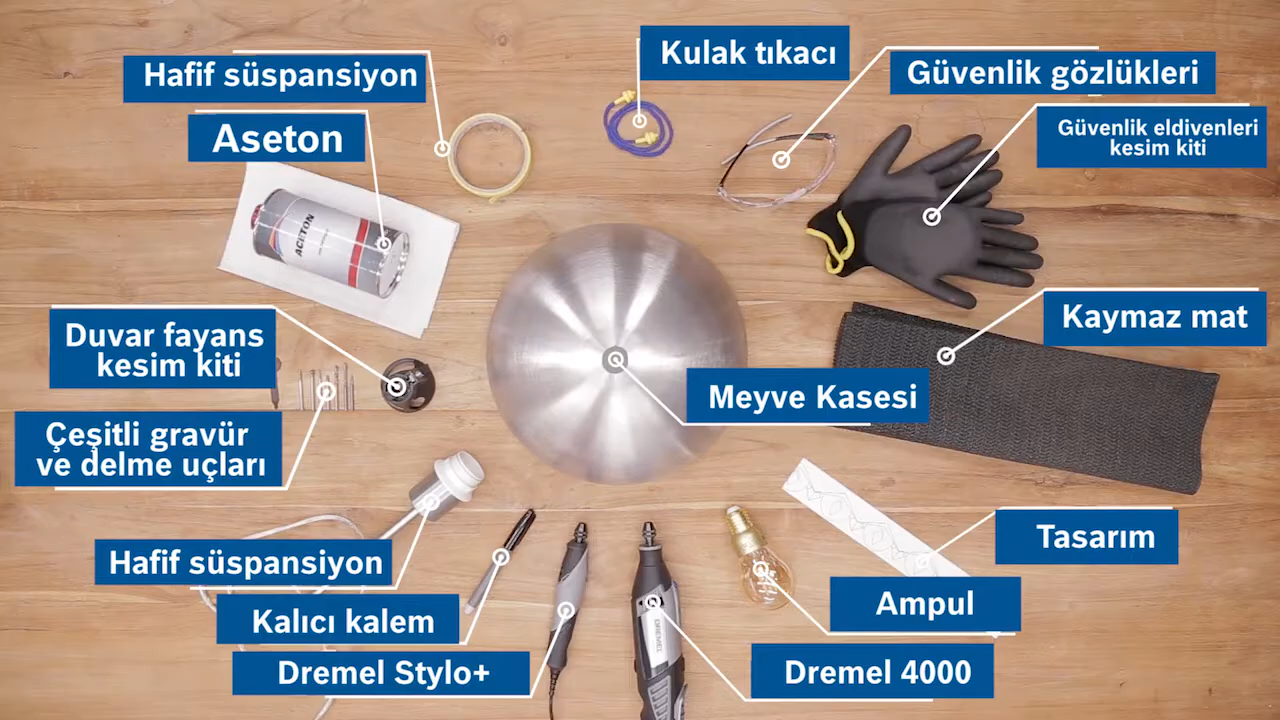 Kulak tıkacı
Hafif süspansiyon
Güvenlik gözlükleri
Aseton
Güvenlik eldivenleri
kesim kiti
ACETON
Duvar fayans
kesim kiti
Kaymaz mat
Meyve Kasesi
Çeşitli gravür
ve delme uçları
Tasarım
Hafif süspansiyon
Ampul
Kalıcı kalem
Dremel Stylo+
Dremel 4000
DREMEL